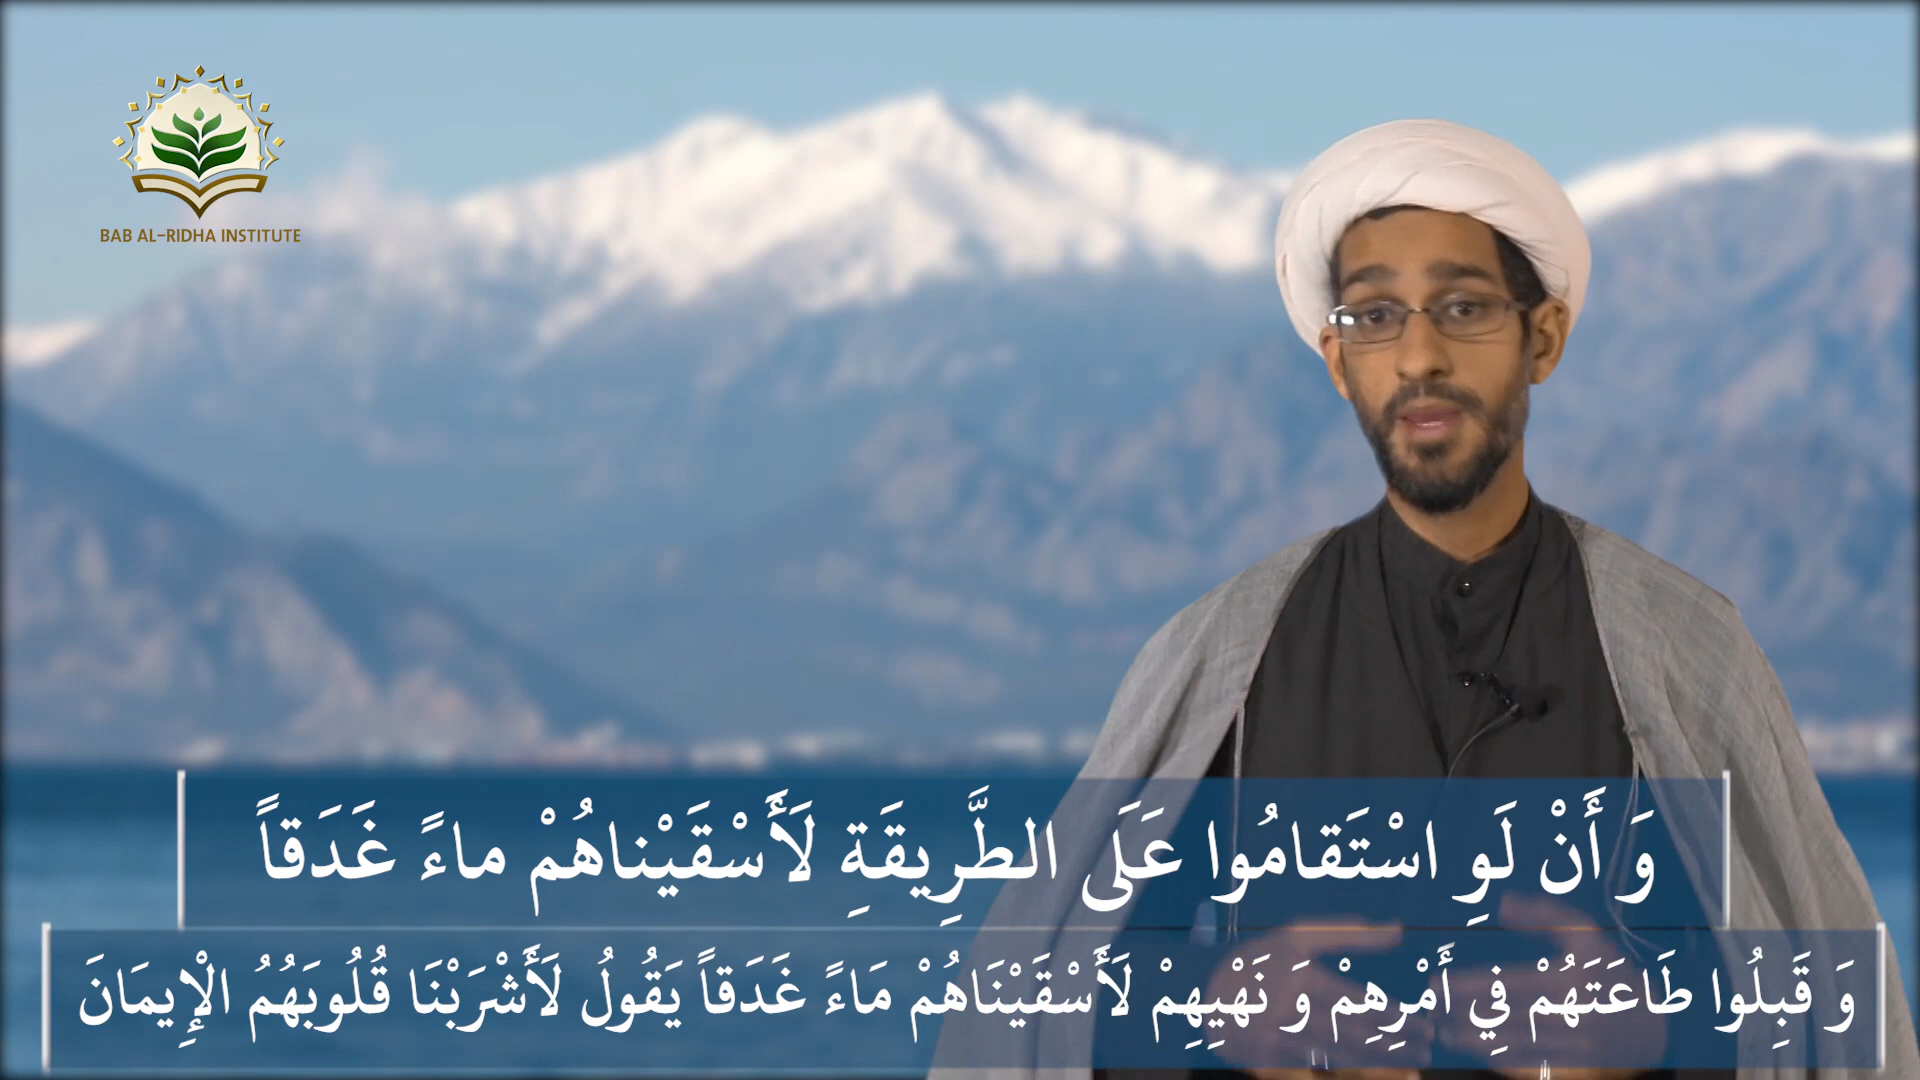 BAB AL-RIDHA INSTITUTE
وَ أَنْ لَوِ اسْتَقامُوا عَلَى الطَّرِيقَةِ لَأَسْقَيْناهُمْ ماءً غَدَقاً
وَ قَبِلُوا طَاعَتَهُمْ فِي أَمْرِهِمْ وَ نَهْيِهِمْ لَأَسْقَيْنَاهُمْ مَاءً غَدَقاً يَقُولُ لَأَشْرَبْنَا قُلُوبَهُمُ الْإِيمَانَ